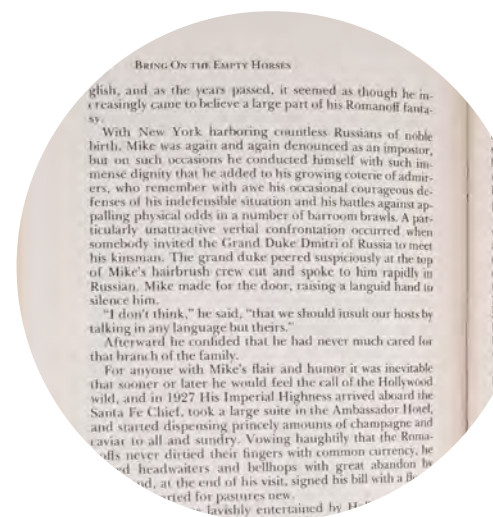 BRING ON THE EMPTY HORSES
glish, and as the years passed, it seemed as though he in-
creasingly came to believe a large part of his Romanoff fanta-
sy.
With New York harboring countless Russians of noble
birth, Mike was again and again denounced as an impostor,
but on such occasions he conducted himself with such im-
mense dignity that he added to his growing coterie of admir-
ers, who remember with awe his occasional courageous de-
fenses of his indefensible situation and his battles against ap-
palling physical odds in a number of barroom brawls. A par-
ticularly unattractive verbal confrontation occurred when
somebody invited the Grand Duke Dmitri of Russia to meet
his kinsman. The grand duke peered suspiciously at the top
of Mike's hairbrush crew cut and spoke to him rapidly in
Russian. Mike made for the door, raising a languid hand to
silence him.
"I don't think," he said, "that we should insult our hosts by
talking in any language but theirs."
Afterward he confided that he had never much cared for
that branch of the family.
For anyone with Mike's flair and humor it was inevitable
that sooner or later he would feel the call of the Hollywood
wild, and in 1927 His Imperial Highness arrived aboard the
Santa Fe Chief, took a large suite in the Ambassador Hotel,
and started dispensing princely amounts of champagne and
caviar to all and sundry. Vowing haughtily that the Roma-
offs never dirtied their fingers with common currency, he
headwaiters and bellhops with great abandon
at the end of his visit, signed his bill with a
for pastures new.
lavishly entertained by